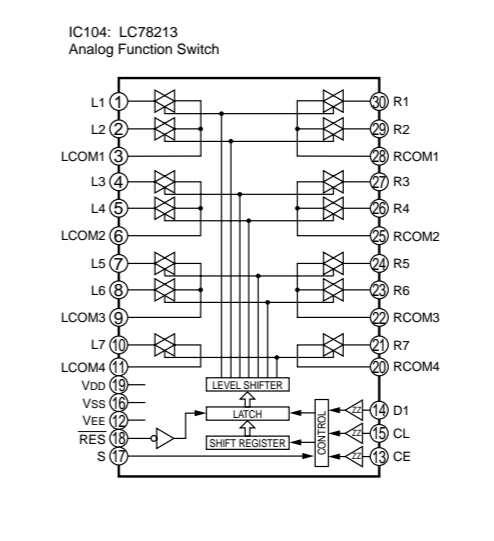 IC104: LC78213
Analog Function Switch
L1 1 30 R1
L2 2 29 R2
LCOM1 3 28 RCOM1
L3 4 27 R3
L4 5 26 R4
LCOM2 6 25 RCOM2
L5 7 24 R5
L6 8 23 R6
LCOM3 9 22 RCOM3
L7 10 21 R7
LCOM4 11 20 RCOM4
VDD 19 LEVEL SHIFTER
VSS 16 LATCH 14 D1
VEE 12 CONTROL 15 CL
RES 18 SHIFT REGISTER
S 17 13 CE